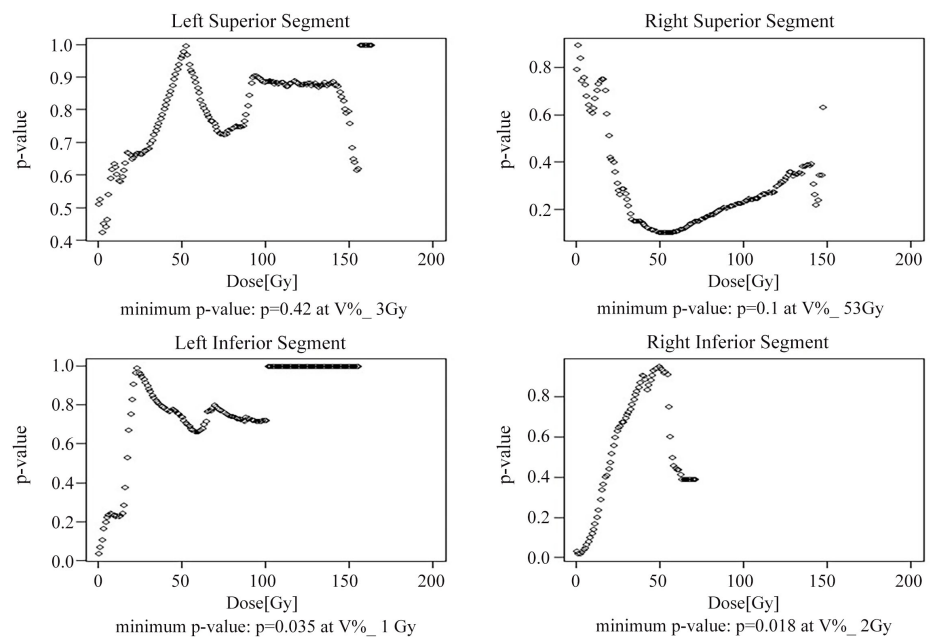 Left Superior Segment
p-value
1.0
0.9
0.8
0.7
0.6
0.5
0.4
0 50 100 150 200
Dose[Gy]
minimum p-value: p=0.42 at V%_ 3Gy
Right Superior Segment
p-value
0.8
0.6
0.4
0.2
0 50 100 150 200
Dose[Gy]
minimum p-value: p=0.1 at V%_ 53Gy
Left Inferior Segment
p-value
1.0
0.8
0.6
0.4
0.2
0.0
0 50 100 150 200
Dose[Gy]
minimum p-value: p=0.035 at V%_ 1 Gy
Right Inferior Segment
p-value
0.8
0.6
0.4
0.2
0.0
0 50 100 150 200
Dose[Gy]
minimum p-value: p=0.018 at V%_ 2Gy